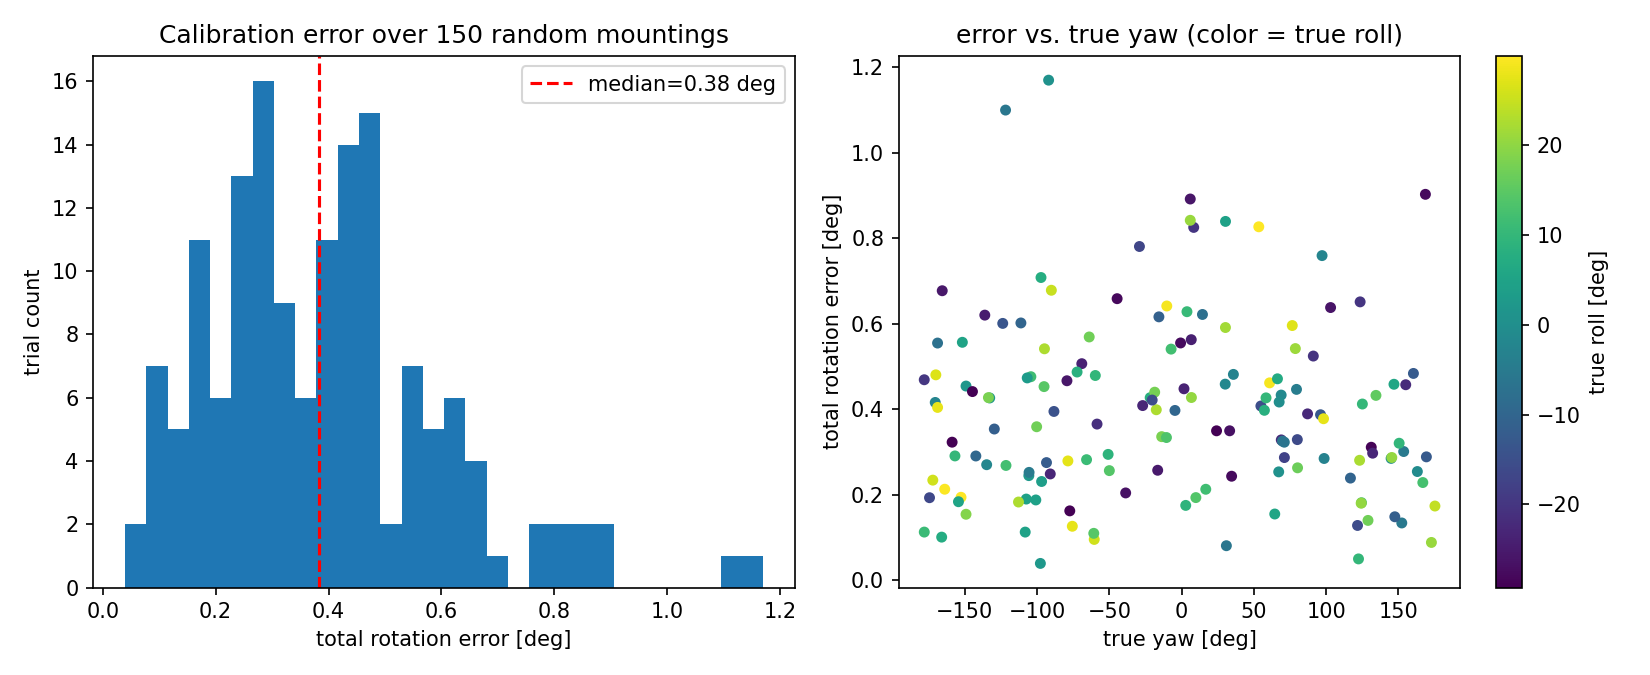 Calibration error over 150 random mountings
median=0.38 deg
trial count
0
2
4
6
8
10
12
14
16
0.0 0.2 0.4 0.6 0.8 1.0 1.2
total rotation error [deg]
error vs. true yaw (color = true roll)
total rotation error [deg]
1.2
1.0
0.8
0.6
0.4
0.2
0.0
−150 −100 −50 0 50 100 150
true yaw [deg]
20
10
0
−10
−20
true roll [deg]